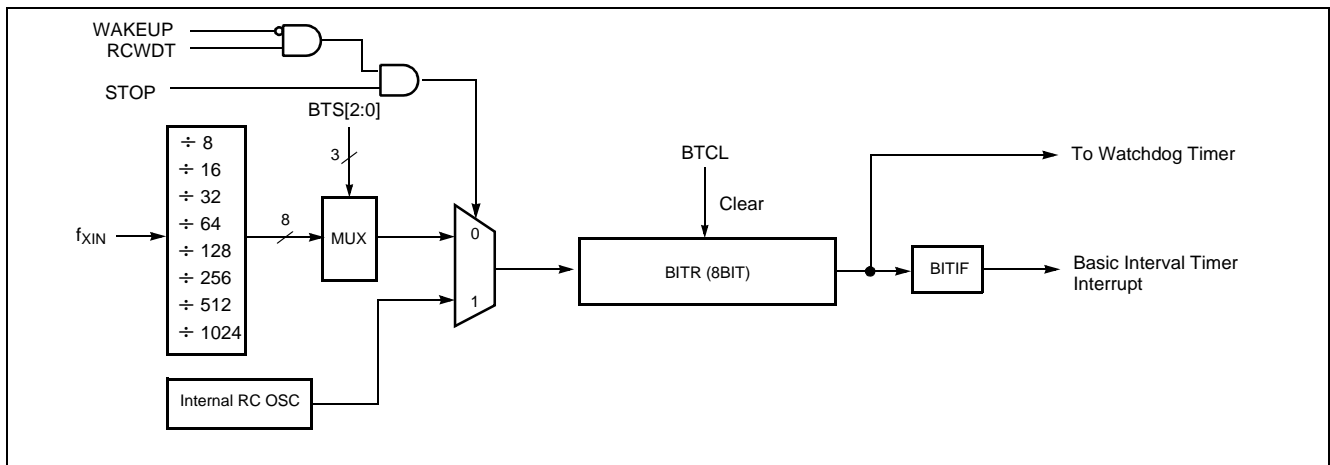 WAKEUP
RCWDT
STOP
BTS[2:0]
3
÷ 8
÷ 16
÷ 32
÷ 64
÷ 128
÷ 256
÷ 512
÷ 1024
fXIN
8
MUX
0
1
Internal RC OSC
BTCL
Clear
BITR (8BIT)
To Watchdog Timer
BITIF
Basic Interval Timer
Interrupt